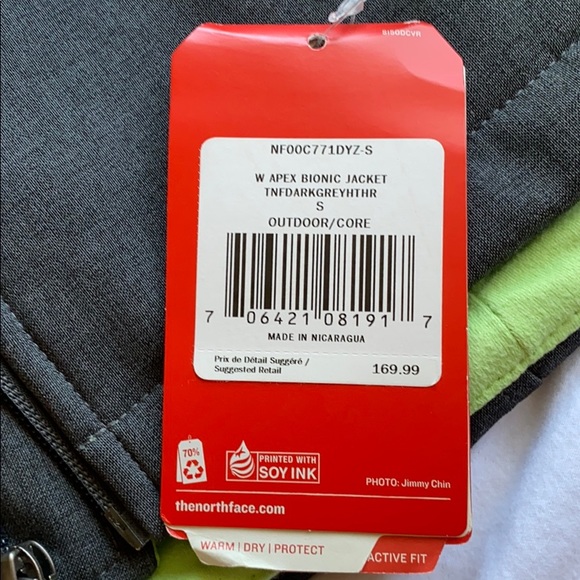 SISODCVR
NF00C771DYZ-S
W APEX BIONIC JACKET
TNFDARKGREYHTHR
S
OUTDOOR/CORE
7 06421 08191 7
MADE IN NICARAGUA
Prix de Détail Suggéré /
Suggested Retail 169.99
70%
PRINTED WITH
SOY INK
PHOTO: Jimmy Chin
thenorthface.com
WARM | DRY | PROTECT
ACTIVE FIT